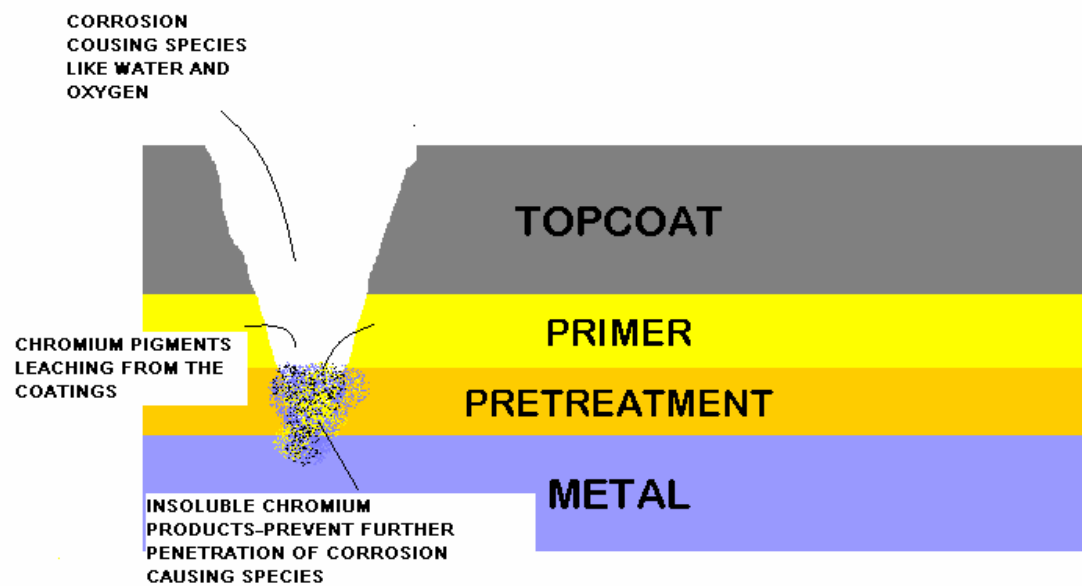 CORROSION
COUSING SPECIES
LIKE WATER AND
OXYGEN
TOPCOAT
PRIMER
CHROMIUM PIGMENTS
LEACHING FROM THE
COATINGS
PRETREATMENT
METAL
INSOLUBLE CHROMIUM
PRODUCTS-PREVENT FURTHER
PENETRATION OF CORROSION
CAUSING SPECIES